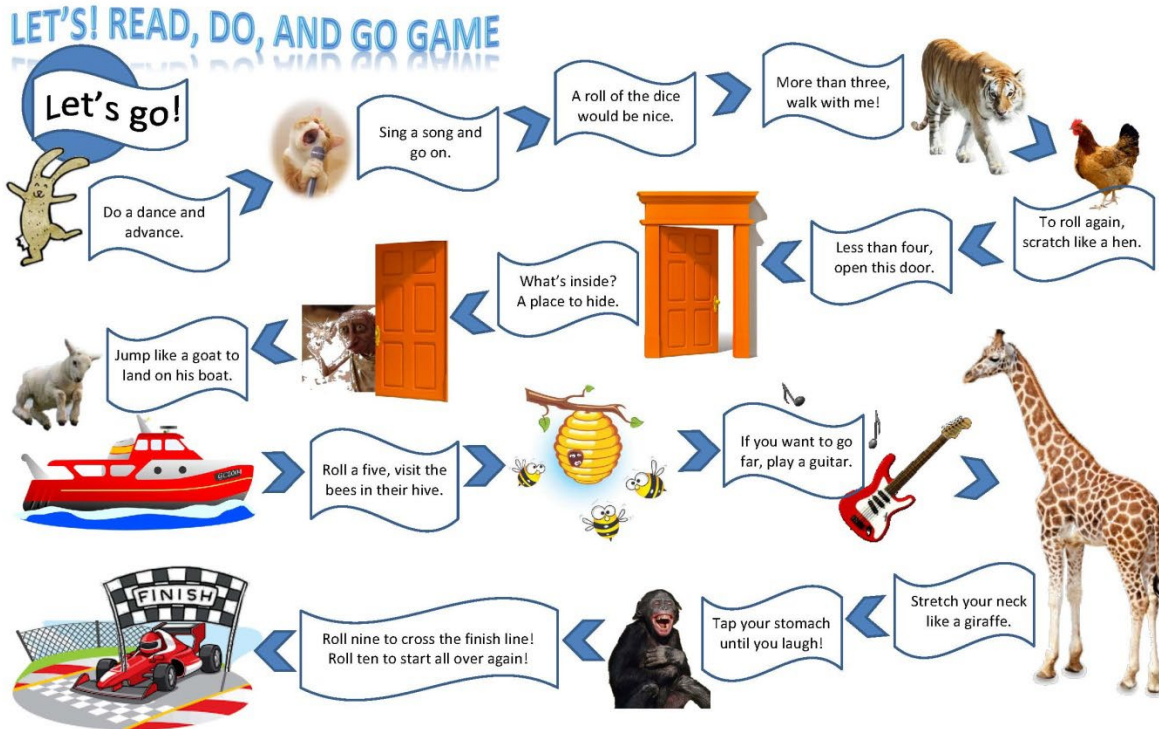 LET'S! READ, DO, AND GO GAME
Let's go!
Do a dance and
advance.
Sing a song and
go on.
A roll of the dice
would be nice.
More than three,
walk with me!
To roll again,
scratch like a hen.
Less than four,
open this door.
What's inside?
A place to hide.
Jump like a goat to
land on his boat.
Roll a five, visit the
bees in their hive.
If you want to go
far, play a guitar.
Stretch your neck
like a giraffe.
Tap your stomach
until you laugh!
Roll nine to cross the finish line!
Roll ten to start all over again!
FINISH